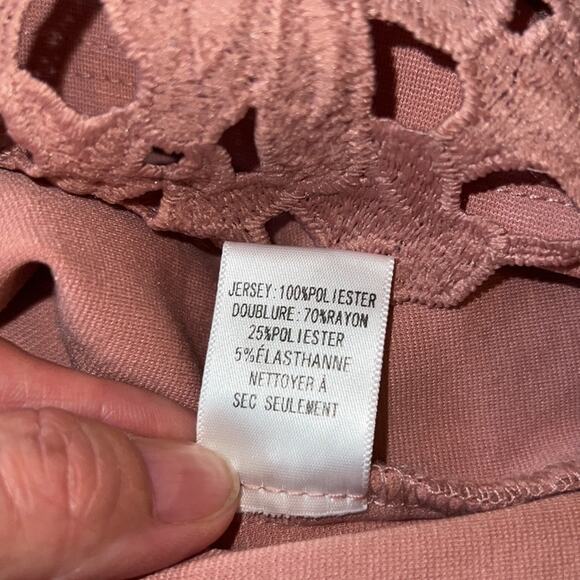 JERSEY:100%POLIESTER
DOUBLURE:70%RAYON
25%POLIESTER
5%ÉLASTHANNE
NETTOYER À
SEC SEULEMENT